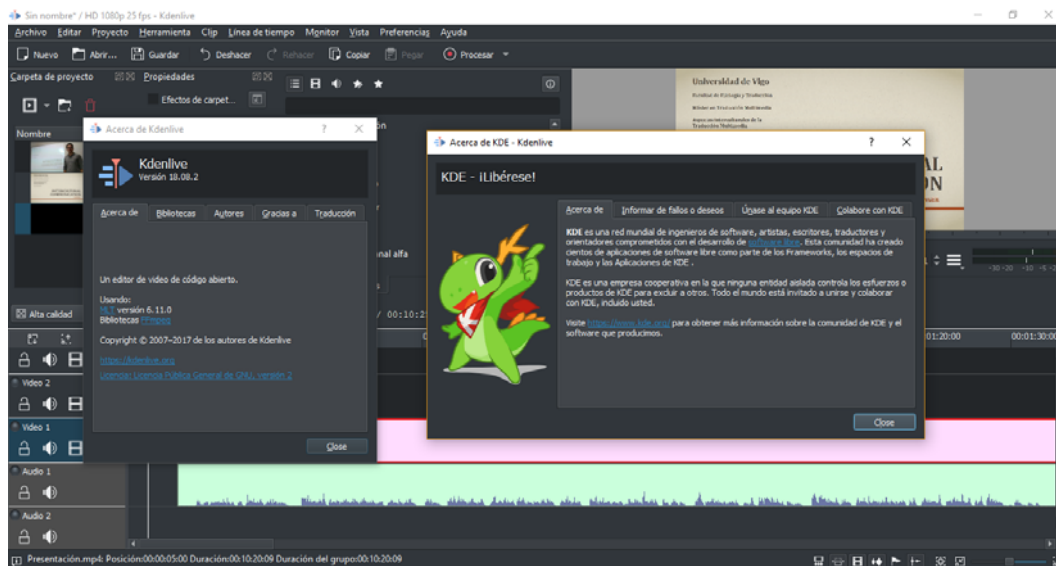 Sin nombre* / HD 1080p 25 fps - Kdenlive
Archivo Editar Proyecto Herramienta Clip Línea de tiempo Monitor Vista Preferencias Ayuda
Nuevo Abrir... Guardar Deshacer Rehacer Copiar Pegar Procesar
Carpeta de proyecto Propiedades
Efectos de carpet...
Nombre
Acerca de Kdenlive
Kdenlive
Versión 18.08.2
Acerca de Bibliotecas Autores Gracias a Traducción
Un editor de video de código abierto.
Usando:
MLT versión 6.11.0
Bibliotecas FFmpeg
Copyright © 2007–2017 de los autores de Kdenlive
https://kdenlive.org
Licencia: Licencia Pública General de GNU, versión 2
Close
Universidad de Vigo
Acerca de KDE - Kdenlive
KDE - ¡Libérese!
Acerca de Informar de fallos o deseos Únase al equipo KDE Colabore con KDE
KDE es una red mundial de ingenieros de software, artistas, escritores, traductores y
orientadores comprometidos con el desarrollo de software libre. Esta comunidad ha creado
cientos de aplicaciones de software libre como parte de los Frameworks, los espacios de
trabajo y las Aplicaciones de KDE .
KDE es una empresa cooperativa en la que ninguna entidad aislada controla los esfuerzos o
productos de KDE para excluir a otros. Todo el mundo está invitado a unirse y colaborar
con KDE, incluido usted.
Visite https://www.kde.org/ para obtener más información sobre la comunidad de KDE y el
software que producimos.
Close
nal alfa
Alta calidad
/ 00:10:2
01:20:00 00:01:30:00
Video 2
Video 1
Audio 1
Audio 2
Presentación.mp4: Posición:00:00:05:00 Duración:00:10:20:09 Duración del grupo:00:10:20:09